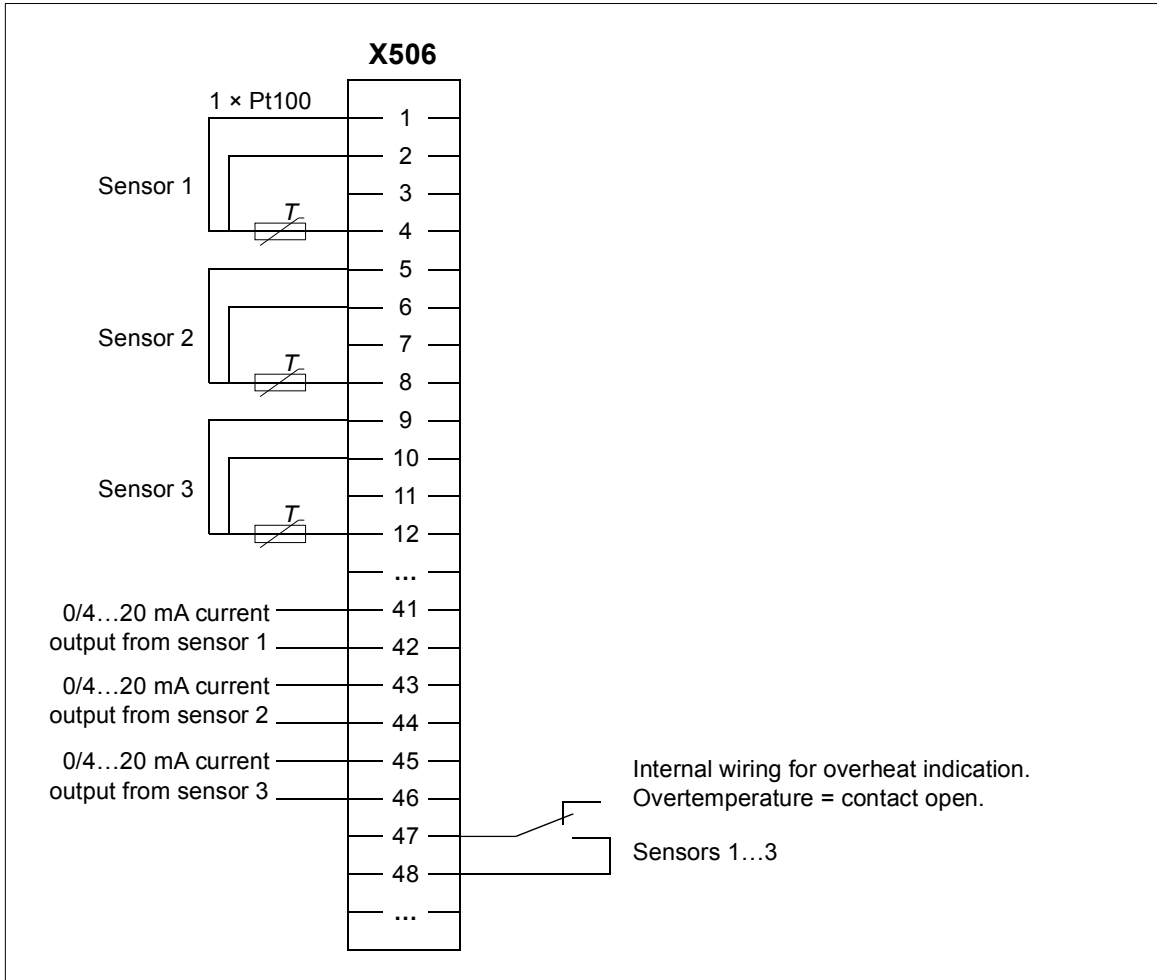 X506
1 × Pt100
1
2
Sensor 1
3
T
4
5
6
Sensor 2
7
T
8
9
10
Sensor 3
11
T
12
...
0/4…20 mA current
output from sensor 1
41
42
0/4…20 mA current
output from sensor 2
43
44
0/4…20 mA current
output from sensor 3
45
46
Internal wiring for overheat indication.
Overtemperature = contact open.
47
Sensors 1…3
48
...